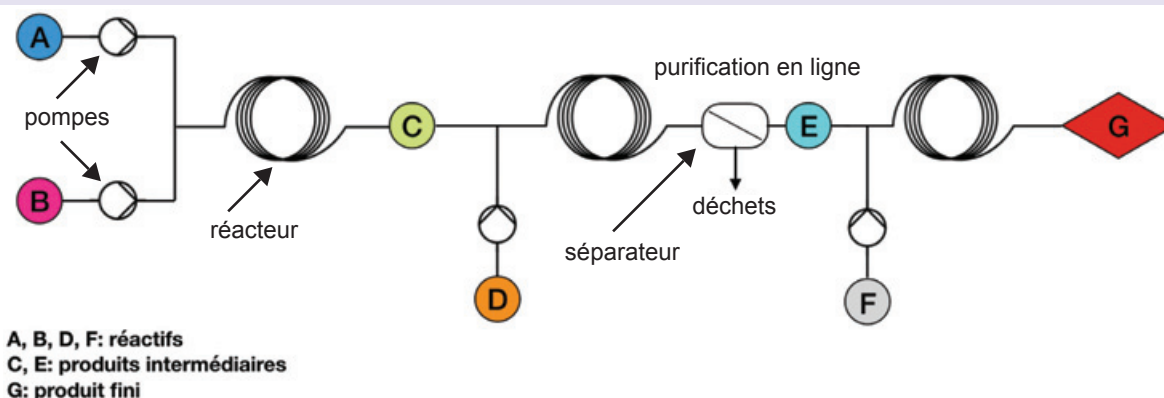 A
pompes
B
réacteur
C
D
purification en ligne
séparateur
déchets
E
F
G
A, B, D, F: réactifs
C, E: produits intermédiaires
G: produit fini